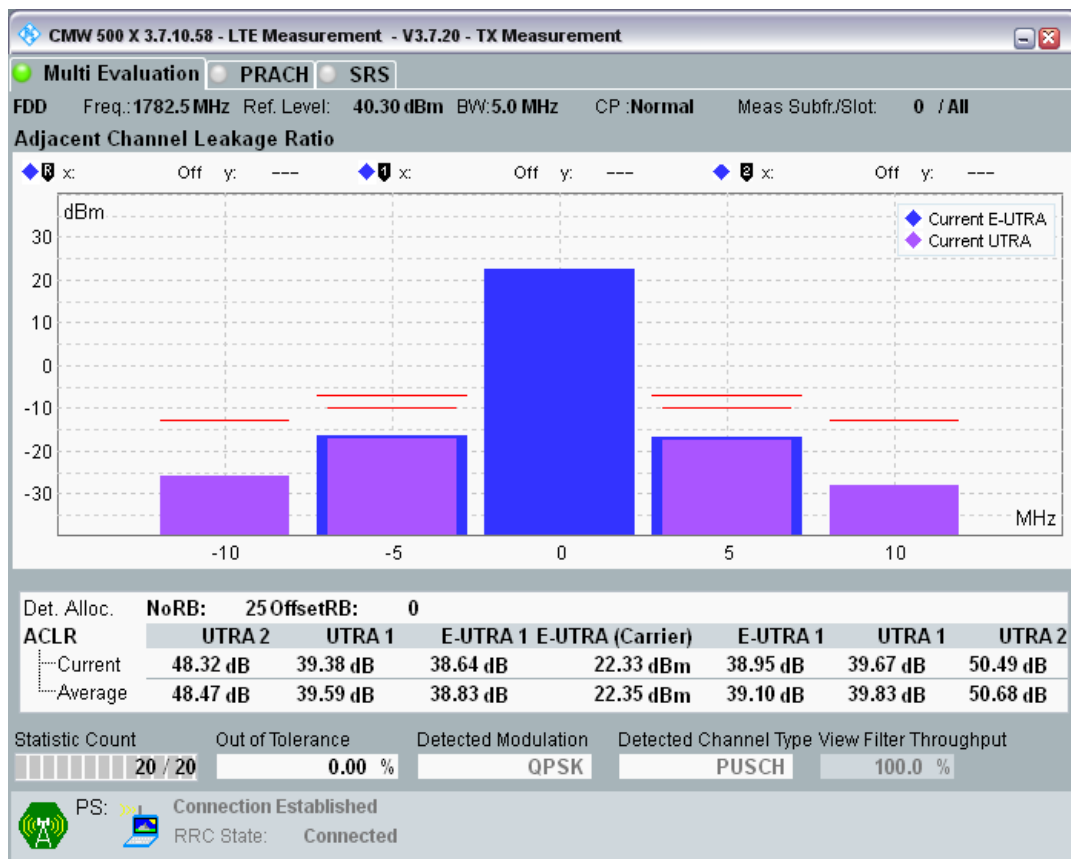 CMW 500 X 3.7.10.58 - LTE Measurement - V3.7.20 - TX Measurement
Multi Evaluation PRACH SRS
FDD Freq.:1782.5 MHz Ref. Level: 40.30 dBm BW:5.0 MHz CP :Normal Meas Subfr./Slot: 0 / All
Adjacent Channel Leakage Ratio
R x: Off y: --- 1 x: Off y: --- 2 x: Off y: ---
dBm
Current E-UTRA
Current UTRA
30
20
10
0
-10
-20
-30
MHz
-10 -5 0 5 10
Det. Alloc. NoRB: 25 OffsetRB: 0
ACLR UTRA 2 UTRA 1 E-UTRA 1 E-UTRA (Carrier) E-UTRA 1 UTRA 1 UTRA 2
Current 48.32 dB 39.38 dB 38.64 dB 22.33 dBm 38.95 dB 39.67 dB 50.49 dB
Average 48.47 dB 39.59 dB 38.83 dB 22.35 dBm 39.10 dB 39.83 dB 50.68 dB
Statistic Count Out of Tolerance Detected Modulation Detected Channel Type View Filter Throughput
20 / 20 0.00 % QPSK PUSCH 100.0 %
PS: Connection Established
RRC State: Connected